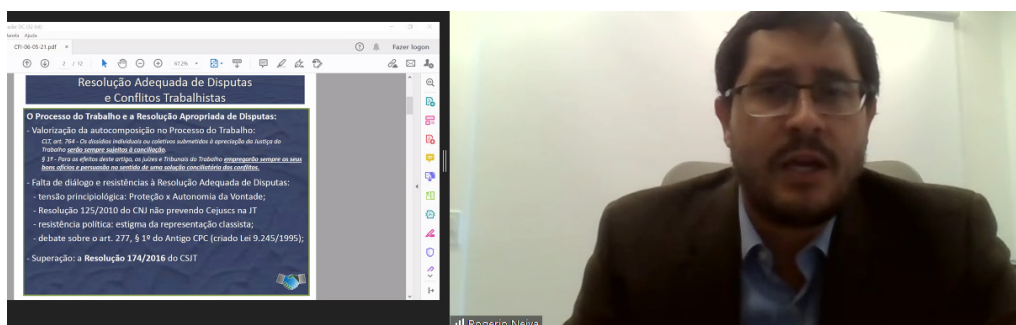 Ajuda
CFI-06-05-21.pdf ×
Fazer logon
2 / 12
67,2%
Resolução Adequada de Disputas
e Conflitos Trabalhistas
O Processo do Trabalho e a Resolução Apropriada de Disputas:
- Valorização da autocomposição no Processo do Trabalho:
CLT, art. 764 - Os dissídios individuais ou coletivos submetidos à apreciação da Justiça do
Trabalho serão sempre sujeitos à conciliação.
§ 1º - Para os efeitos deste artigo, os juízes e Tribunais do Trabalho empregarão sempre os seus
bons ofícios e persuasão no sentido de uma solução conciliatória dos conflitos.
- Falta de diálogo e resistências à Resolução Adequada de Disputas:
- tensão principiológica: Proteção x Autonomia da Vontade;
- Resolução 125/2010 do CNJ não prevendo Cejuscs na JT
- resistência política: estigma da representação classista;
- debate sobre o art. 277, § 1º do Antigo CPC (criado Lei 9.245/1995);
- Superação: a Resolução 174/2016 do CSJT
Rogerio Neiva